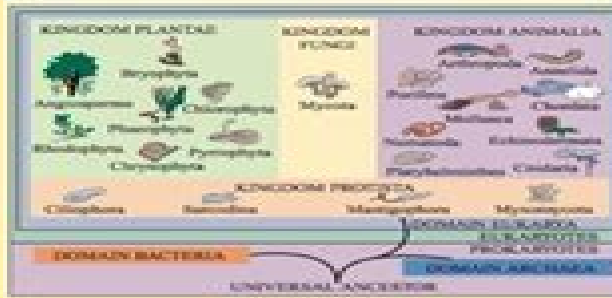 KINGDOM PLANTAE
KINGDOM FUNGI
KINGDOM ANIMALIA
Bryophyta
Angiosperms
Chlorophyta
Phaeophyta
Rhodophyta
Pyrrophyta
Chrysophyta
Mycota
Arthropoda
Annelida
Porifera
Chordata
Mollusca
Nematoda
Echinodermata
Platyhelminthes
Cnidaria
KINGDOM PROTISTA
Ciliophora
Sarcodina
Mastigophora
Myxomycota
DOMAIN EUKARYA
EUKARYOTES
PROKARYOTES
DOMAIN BACTERIA
DOMAIN ARCHAEA
UNIVERSAL ANCESTOR